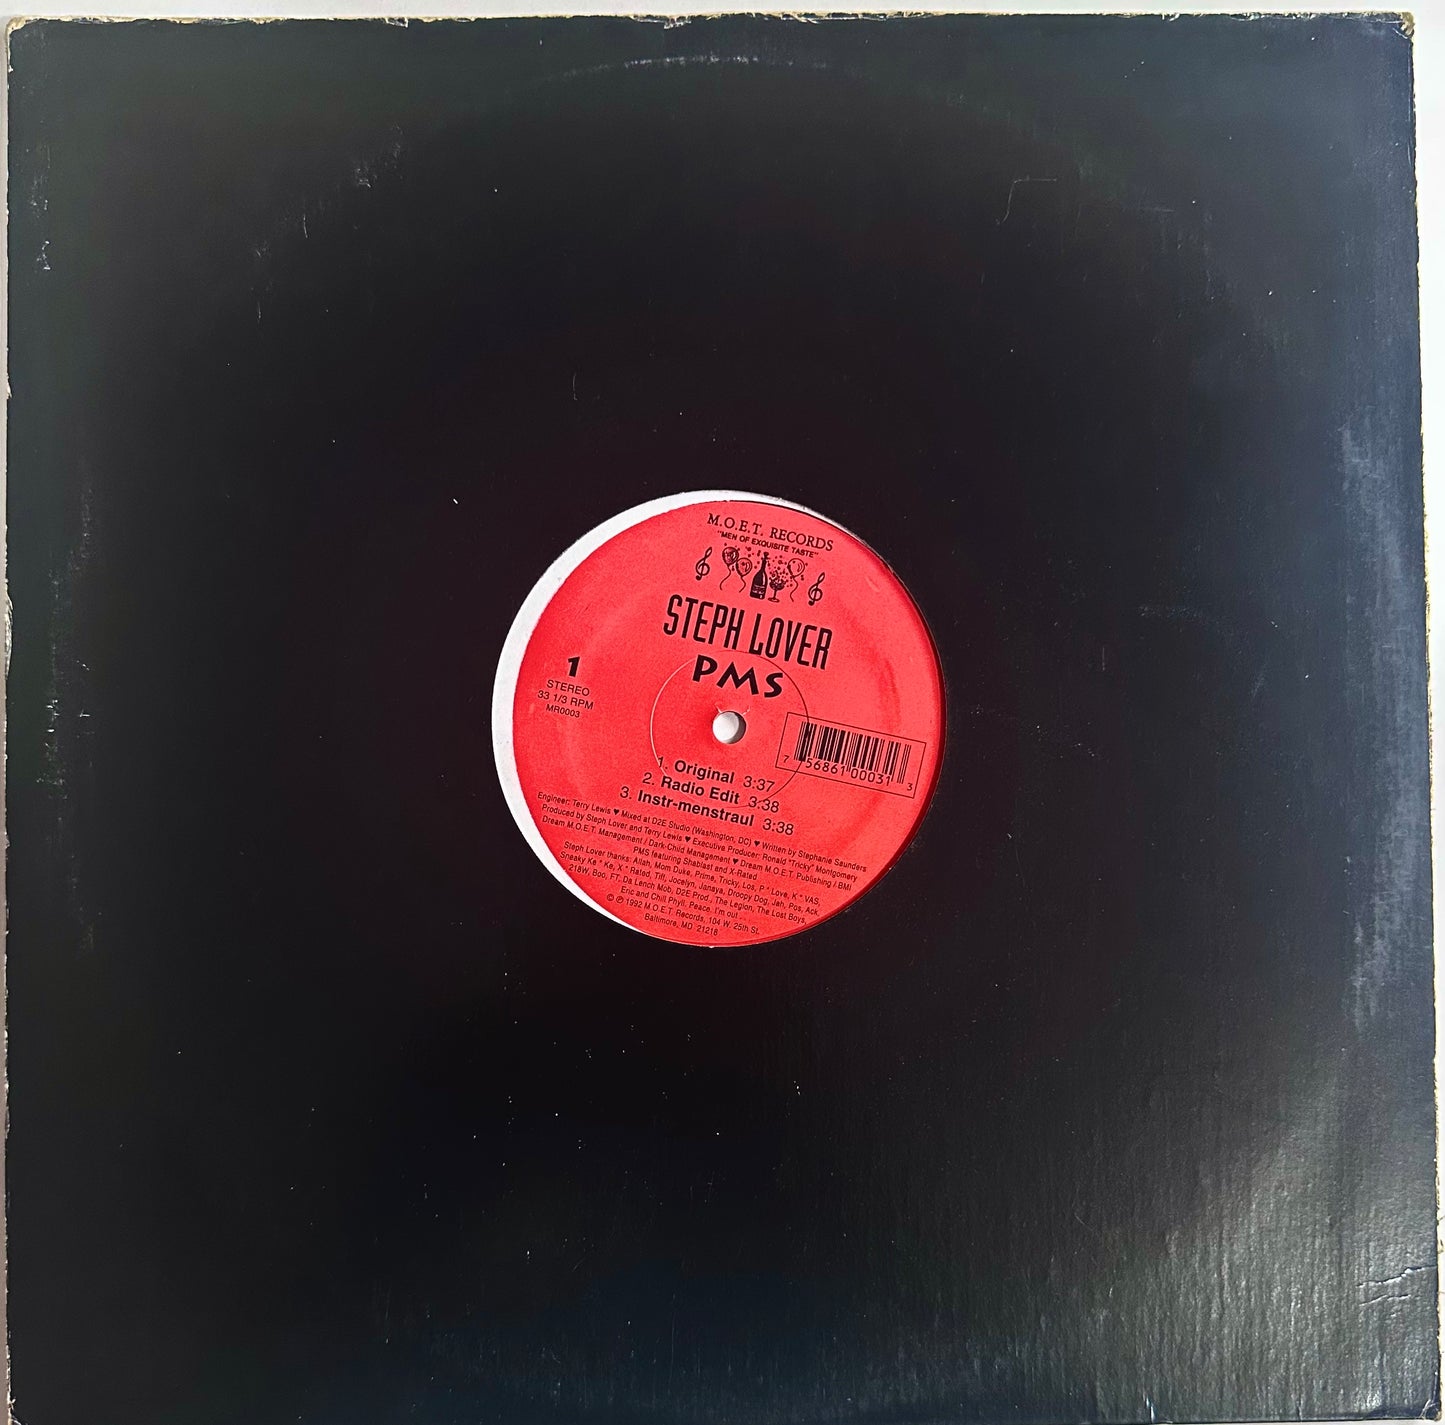 M.O.E.T. RECORDS
"MEN OF EXQUISITE TASTE"
STEPH LOVER
PMS
1
STEREO
33 1/3 RPM
MR0003
7 56861 00031 3
1. Original 3:37
2. Radio Edit 3:38
3. Instr-menstraul 3:38
Engineer: Terry Lewis ♥ Mixed at D2E Studio (Washington, DC) ♥ Written by Stephanie Saunders
Produced by Steph Lover and Terry Lewis ♥ Executive Producer: Ronald "Tricky" Montgomery
Dream M.O.E.T. Management / Dark-Child Management ♥ Dream M.O.E.T. Publishing / BMI
PMS featuring Shablast and X-Rated
Steph Lover thanks: Allah, Mom Duke, Prime, Tricky, Los, P * Love, K * VAS,
Sneaky Ke * Ke, X * Rated, Tiff, Jocelyn, Janaya, Droopy Dog, Jah, Pos, Ack,
218W, Boo, FT, Da Lench Mob, D2E Prod., The Legion, The Lost Boys,
Eric and Chill Phyll. Peace. I'm out ...
© ℗ 1992 M.O.E.T. Records, 104 W. 25th St.
Baltimore, MD 21218